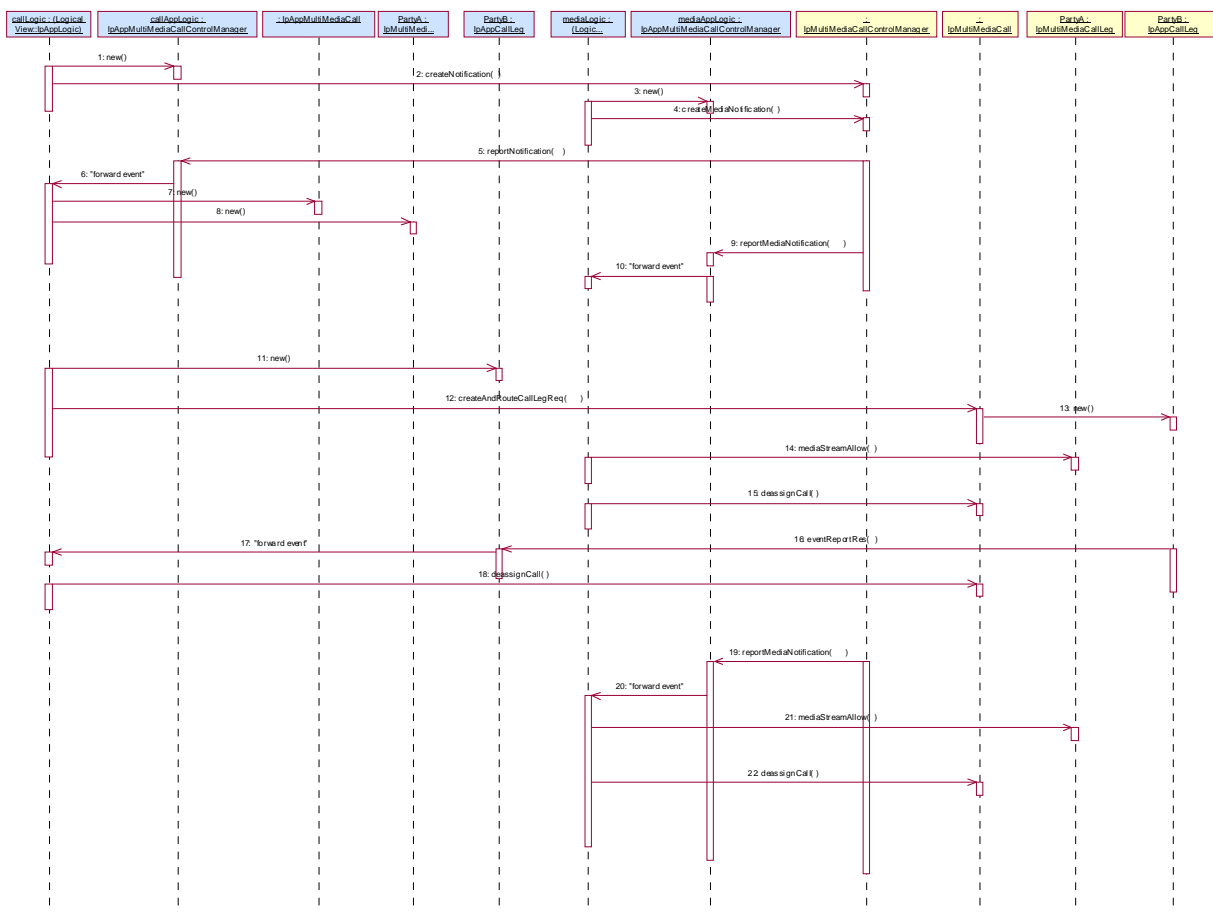 callLogic : (Logical
View::IpAppLogic)
callAppLogic :
IpAppMultiMediaCallControlManager
: IpAppMultiMediaCall
PartyA :
IpMultiMedi...
PartyB :
IpAppCallLeg
mediaLogic :
(Logic...
mediaAppLogic :
IpAppMultiMediaCallControlManager
:
IpMultiMediaCallControlManager
:
IpMultiMediaCall
PartyA :
IpMultiMediaCallLeg
PartyB :
IpAppCallLeg
1: new()
2: createNotification( )
3: new()
4: createMediaNotification( )
5: reportNotification( )
6: "forward event"
7: new()
8: new()
9: reportMediaNotification( )
10: "forward event"
11: new()
12: createAndRouteCallLegReq( )
13: new()
14: mediaStreamAllow( )
15: deassignCall( )
16: eventReportRes( )
17: "forward event"
18: deassignCall( )
19: reportMediaNotification( )
20: "forward event"
21: mediaStreamAllow( )
22: deassignCall( )